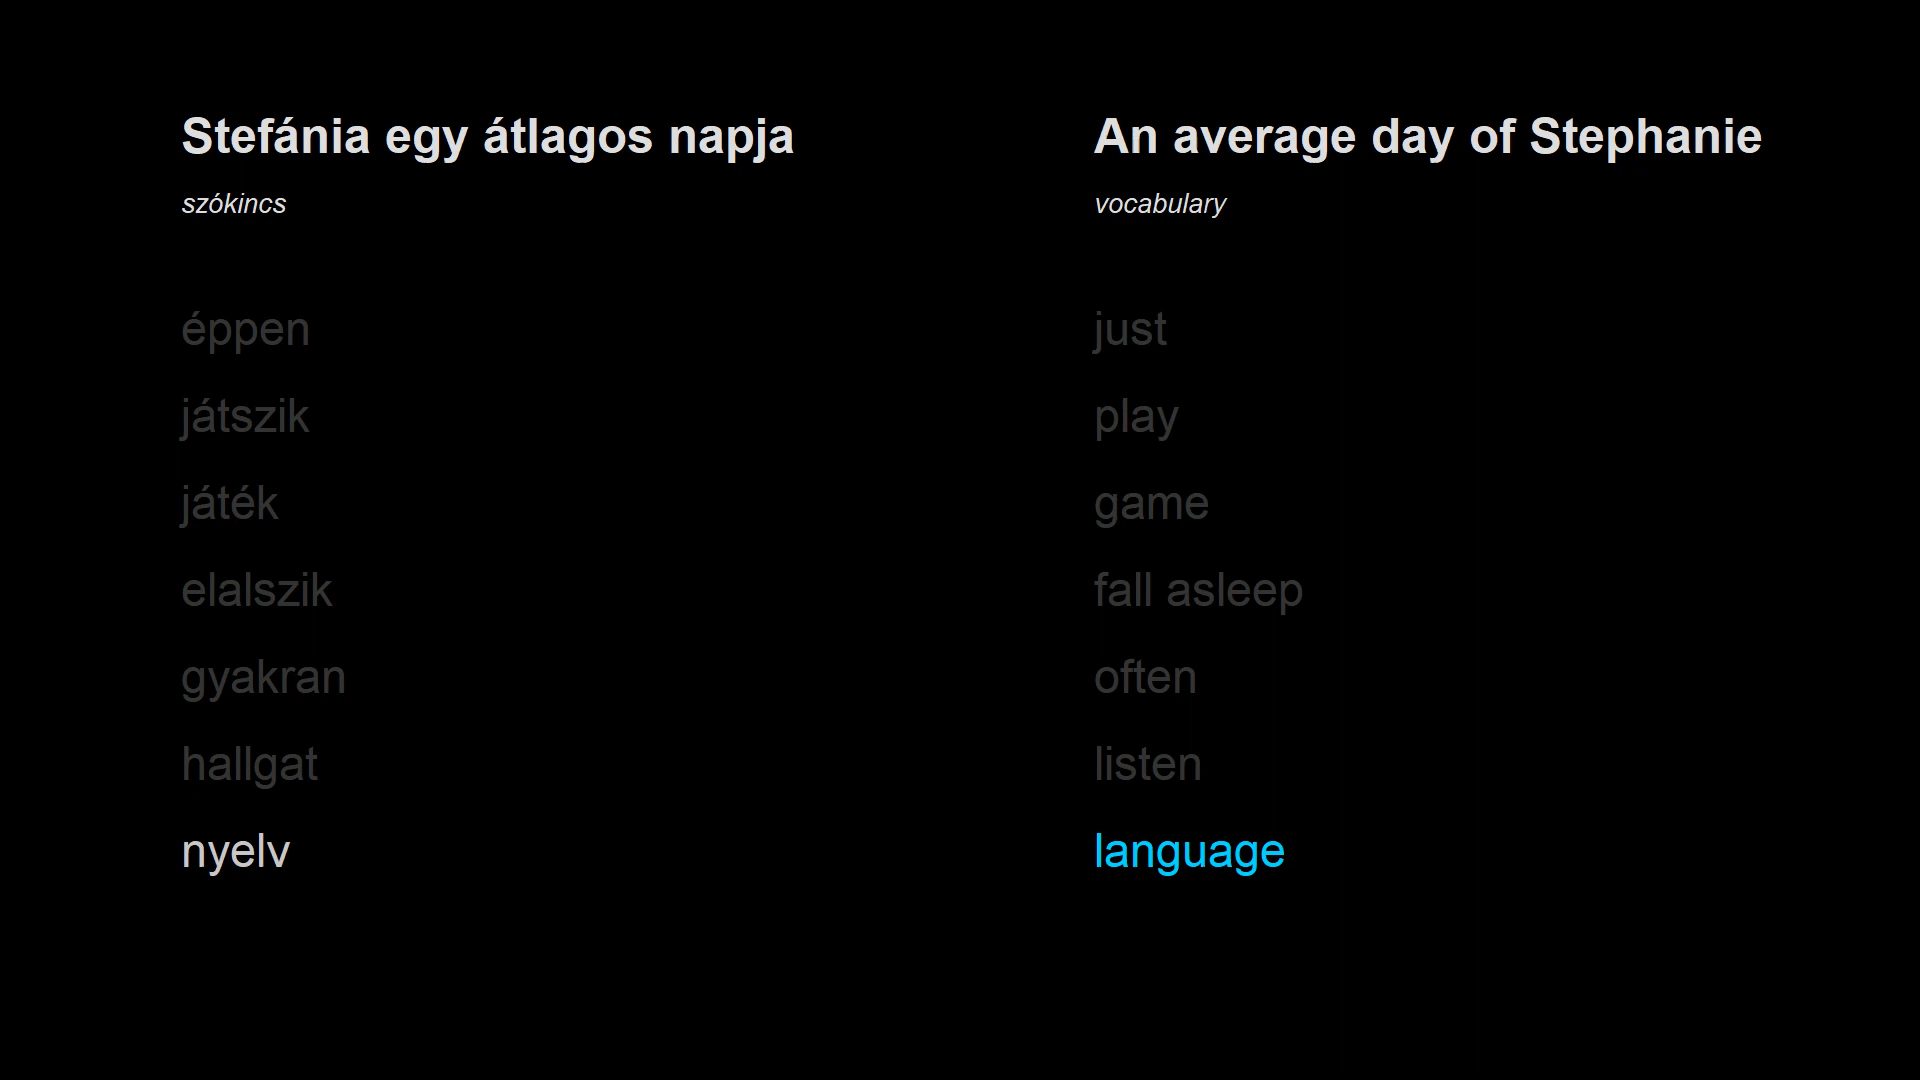 Stefánia egy átlagos napja
szókincs
éppen
játszik
játék
elalszik
gyakran
hallgat
nyelv
An average day of Stephanie
vocabulary
just
play
game
fall asleep
often
listen
language